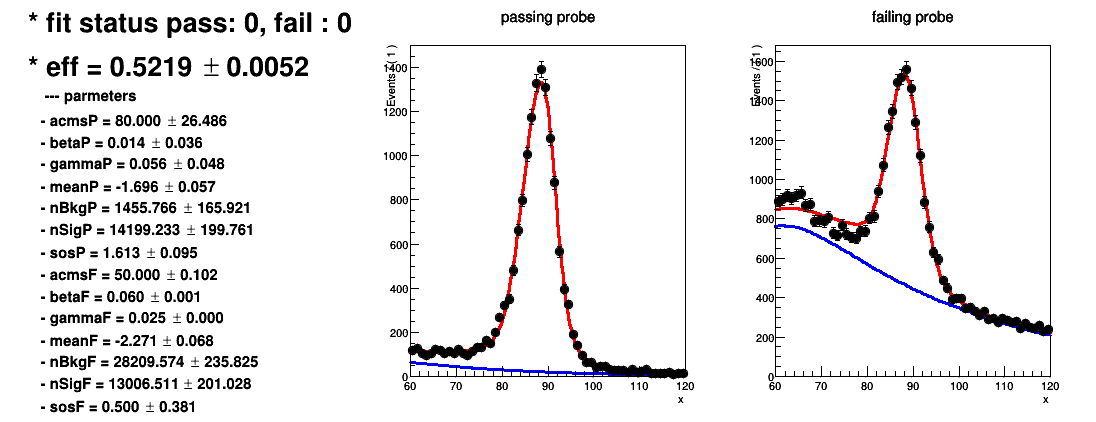 * fit status pass: 0, fail : 0
* eff = 0.5219 ± 0.0052
--- parmeters
- acmsP = 80.000 ± 26.486
- betaP = 0.014 ± 0.036
- gammaP = 0.056 ± 0.048
- meanP = -1.696 ± 0.057
- nBkgP = 1455.766 ± 165.921
- nSigP = 14199.233 ± 199.761
- sosP = 1.613 ± 0.095
- acmsF = 50.000 ± 0.102
- betaF = 0.060 ± 0.001
- gammaF = 0.025 ± 0.000
- meanF = -2.271 ± 0.068
- nBkgF = 28209.574 ± 235.825
- nSigF = 13006.511 ± 201.028
- sosF = 0.500 ± 0.381
passing probe
Events / ( 1 )
1400
1200
1000
800
600
400
200
0
60 70 80 90 100 110 120
x
failing probe
Events / ( 1 )
1600
1400
1200
1000
800
600
400
200
0
60 70 80 90 100 110 120
x